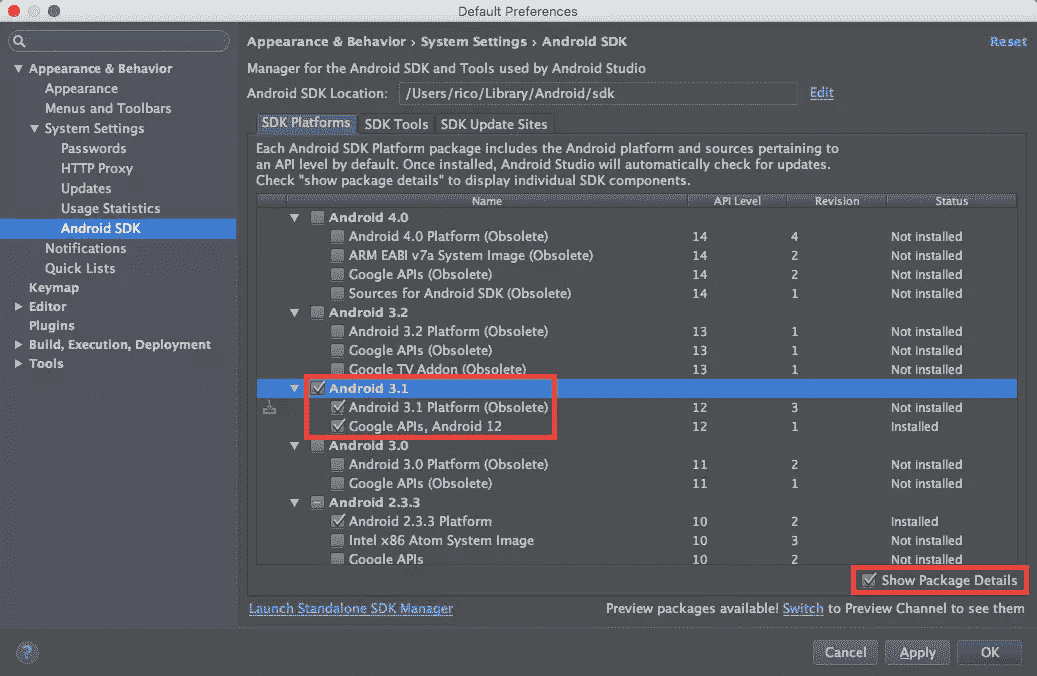 Default Preferences
Appearance & Behavior › System Settings › Android SDK
Reset
Manager for the Android SDK and Tools used by Android Studio
Android SDK Location: /Users/rico/Library/Android/sdk Edit
Appearance & Behavior
Appearance
Menus and Toolbars
System Settings
Passwords
HTTP Proxy
Updates
Usage Statistics
Android SDK
Notifications
Quick Lists
Keymap
Editor
Plugins
Build, Execution, Deployment
Tools
SDK Platforms SDK Tools SDK Update Sites
Each Android SDK Platform package includes the Android platform and sources pertaining to
an API level by default. Once installed, Android Studio will automatically check for updates.
Check "show package details" to display individual SDK components.
Name API Level Revision Status
Android 4.0
Android 4.0 Platform (Obsolete) 14 4 Not installed
ARM EABI v7a System Image (Obsolete) 14 2 Not installed
Google APIs (Obsolete) 14 2 Not installed
Sources for Android SDK (Obsolete) 14 1 Not installed
Android 3.2
Android 3.2 Platform (Obsolete) 13 1 Not installed
Google APIs (Obsolete) 13 1 Not installed
Google TV Addon (Obsolete) 13 1 Not installed
Android 3.1
Android 3.1 Platform (Obsolete) 12 3 Not installed
Google APIs, Android 12 12 1 Installed
Android 3.0
Android 3.0 Platform (Obsolete) 11 2 Not installed
Google APIs (Obsolete) 11 1 Not installed
Android 2.3.3
Android 2.3.3 Platform 10 2 Installed
Intel x86 Atom System Image 10 3 Not installed
Google APIs 10 2 Not installed
Show Package Details
Launch Standalone SDK Manager
Preview packages available! Switch to Preview Channel to see them
?
Cancel Apply OK